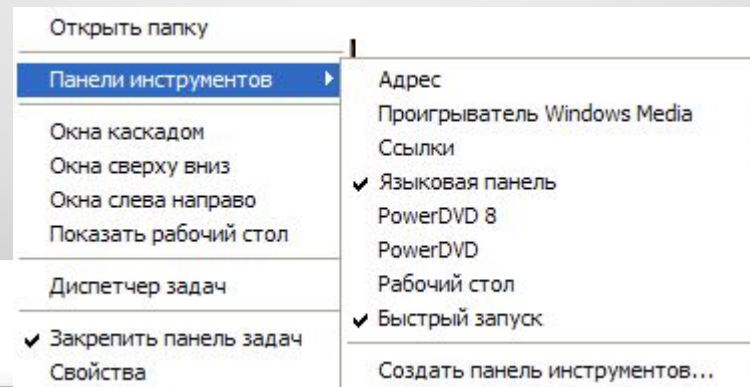 Открыть папку
Панели инструментов
Окна каскадом
Окна сверху вниз
Окна слева направо
Показать рабочий стол
Диспетчер задач
Закрепить панель задач
Свойства
Адрес
Проигрыватель Windows Media
Ссылки
Языковая панель
PowerDVD 8
PowerDVD
Рабочий стол
Быстрый запуск
Создать панель инструментов...